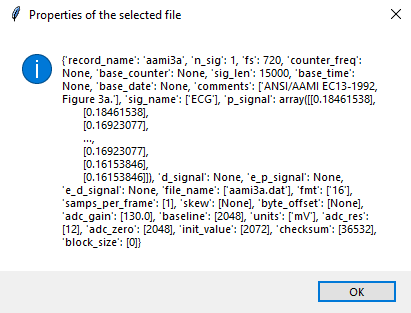 Properties of the selected file
{'record_name': 'aami3a', 'n_sig': 1, 'fs': 720, 'counter_freq':
None, 'base_counter': None, 'sig_len': 15000, 'base_time':
None, 'base_date': None, 'comments': ['ANSI/AAMI EC13-1992,
Figure 3a.'], 'sig_name': ['ECG'], 'p_signal': array([[0.18461538],
[0.18461538],
[0.16923077],
...,
[0.16923077],
[0.16153846],
[0.16153846]]), 'd_signal': None, 'e_p_signal': None,
'e_d_signal': None, 'file_name': ['aami3a.dat'], 'fmt': ['16'],
'samps_per_frame': [1], 'skew': [None], 'byte_offset': [None],
'adc_gain': [130.0], 'baseline': [2048], 'units': ['mV'], 'adc_res':
[12], 'adc_zero': [2048], 'init_value': [2072], 'checksum': [36532],
'block_size': [0]}
OK